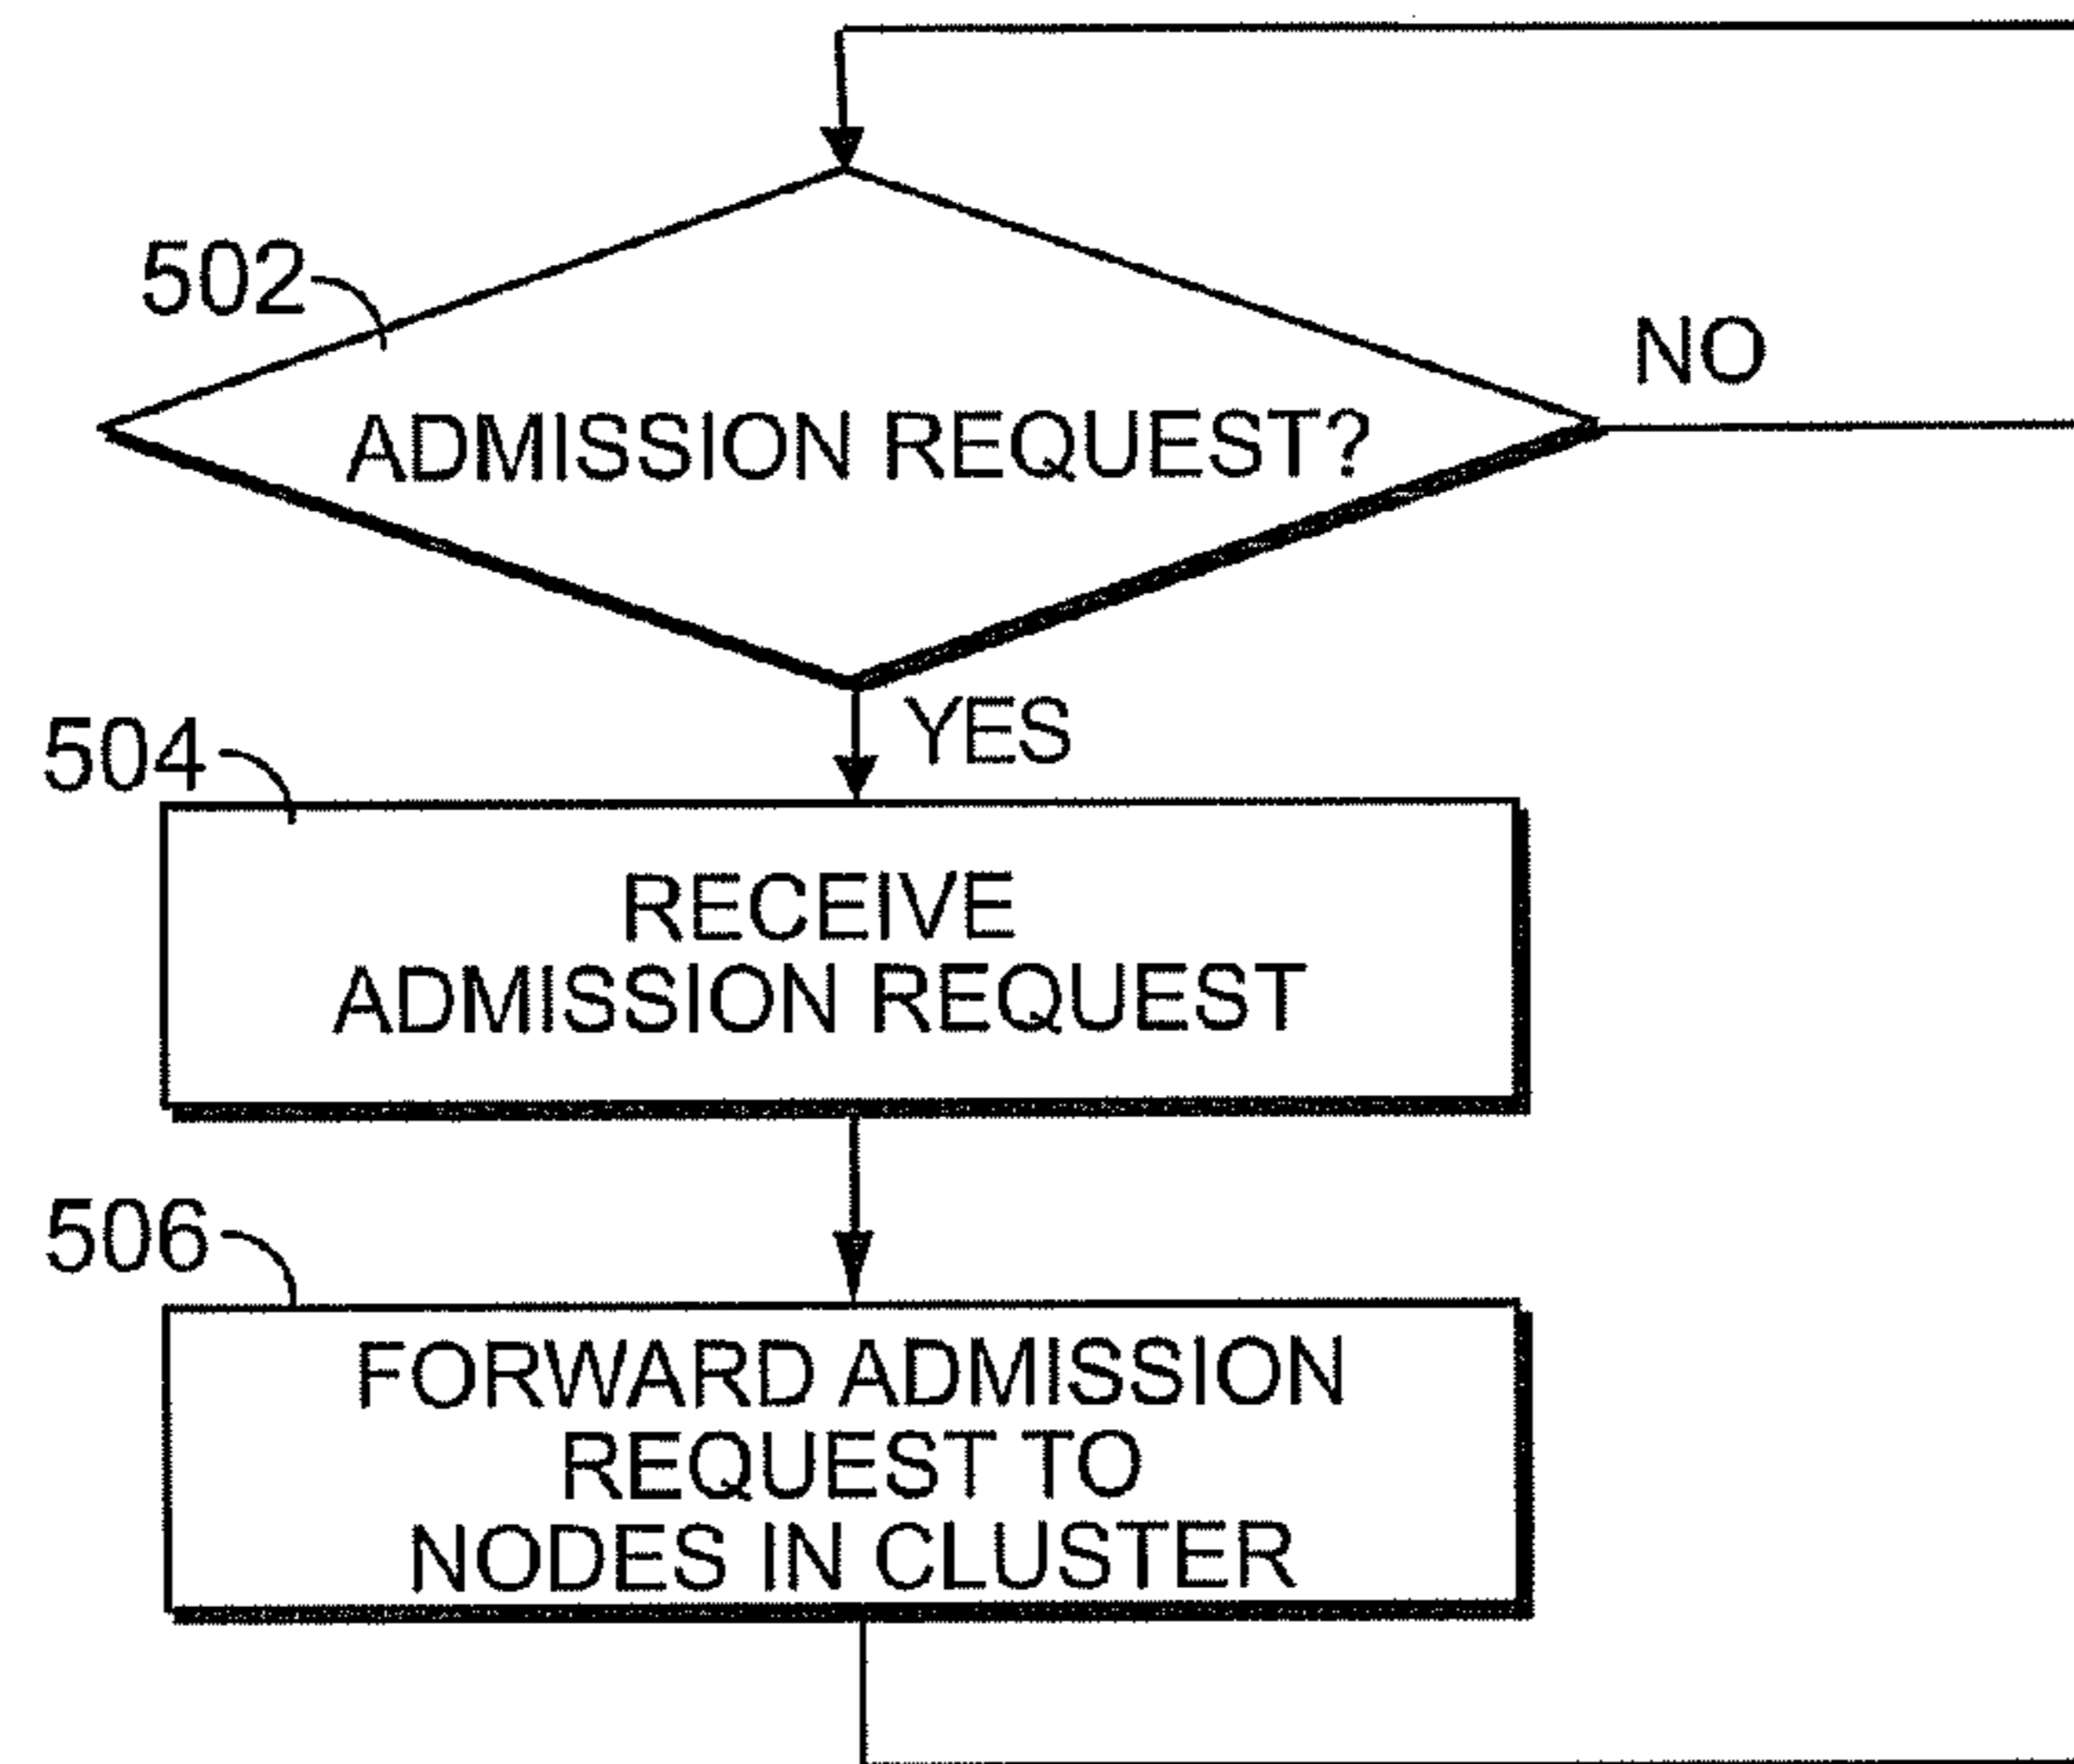 502
ADMISSION REQUEST?
NO
YES
504
RECEIVE
ADMISSION REQUEST
506
FORWARD ADMISSION
REQUEST TO
NODES IN CLUSTER